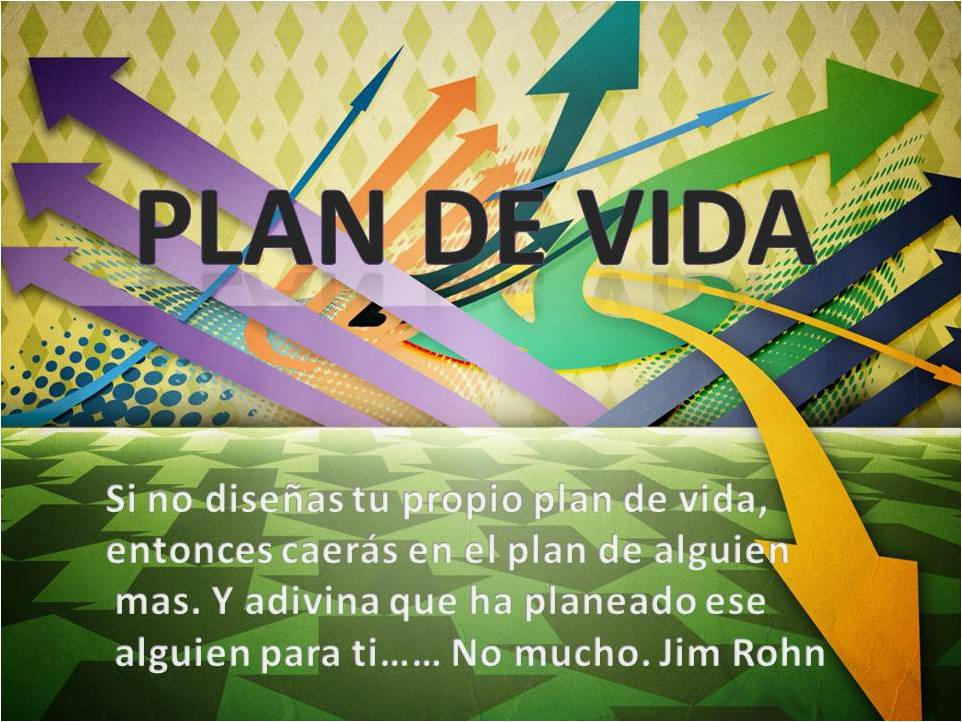 PLAN DE VIDA
Si no diseñas tu propio plan de vida,
entonces caerás en el plan de alguien
mas. Y adivina que ha planeado ese
alguien para ti…… No mucho. Jim Rohn